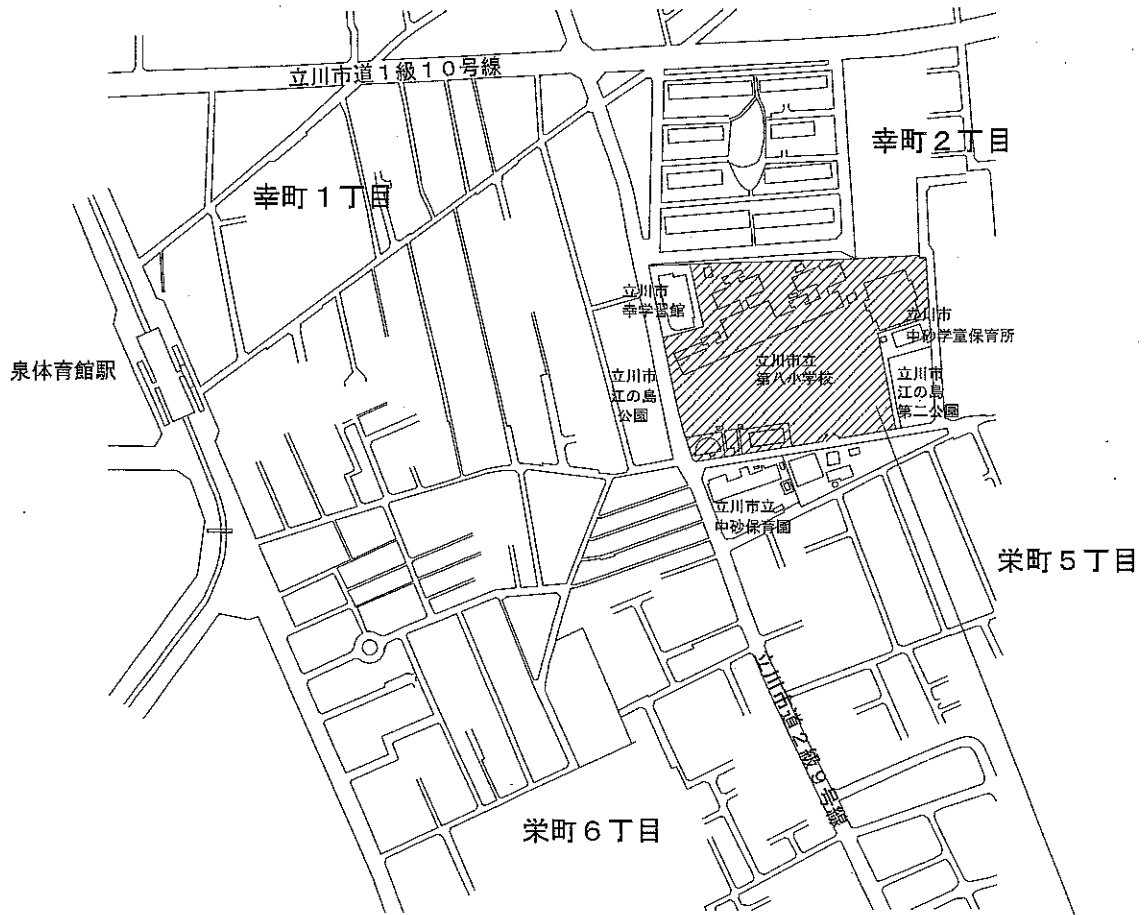 立川市道1級10号線
幸町2丁目
幸町1丁目
立川市
幸学習館
立川市
中砂学童保育所
泉体育館駅
立川市立
第八小学校
立川市
江の島
公園
立川市
江の島
第二公園
立川市立
中砂保育園
栄町5丁目
立川市道2級9号線
栄町6丁目